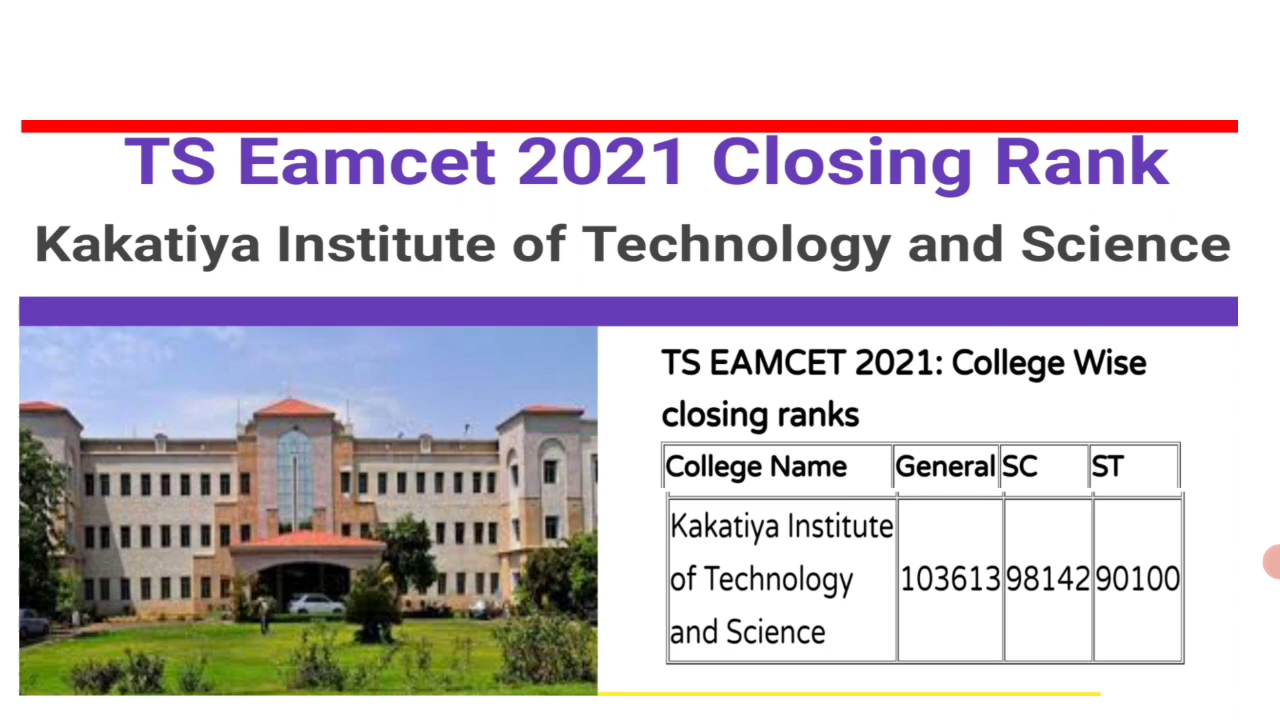 TS Eamcet 2021 Closing Rank
Kakatiya Institute of Technology and Science
TS EAMCET 2021: College Wise
closing ranks
College Name General SC ST
Kakatiya Institute
of Technology 103613 98142 90100
and Science